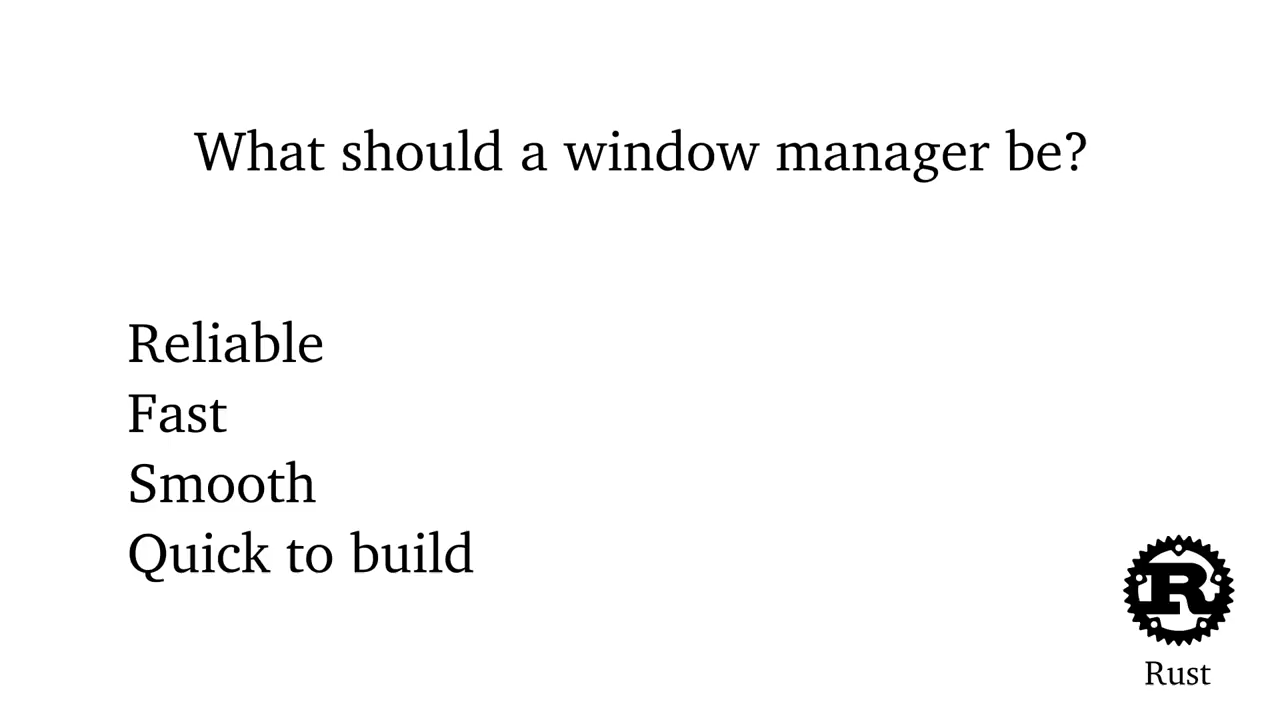 What should a window manager be?
Reliable
Fast
Smooth
Quick to build
R
Rust